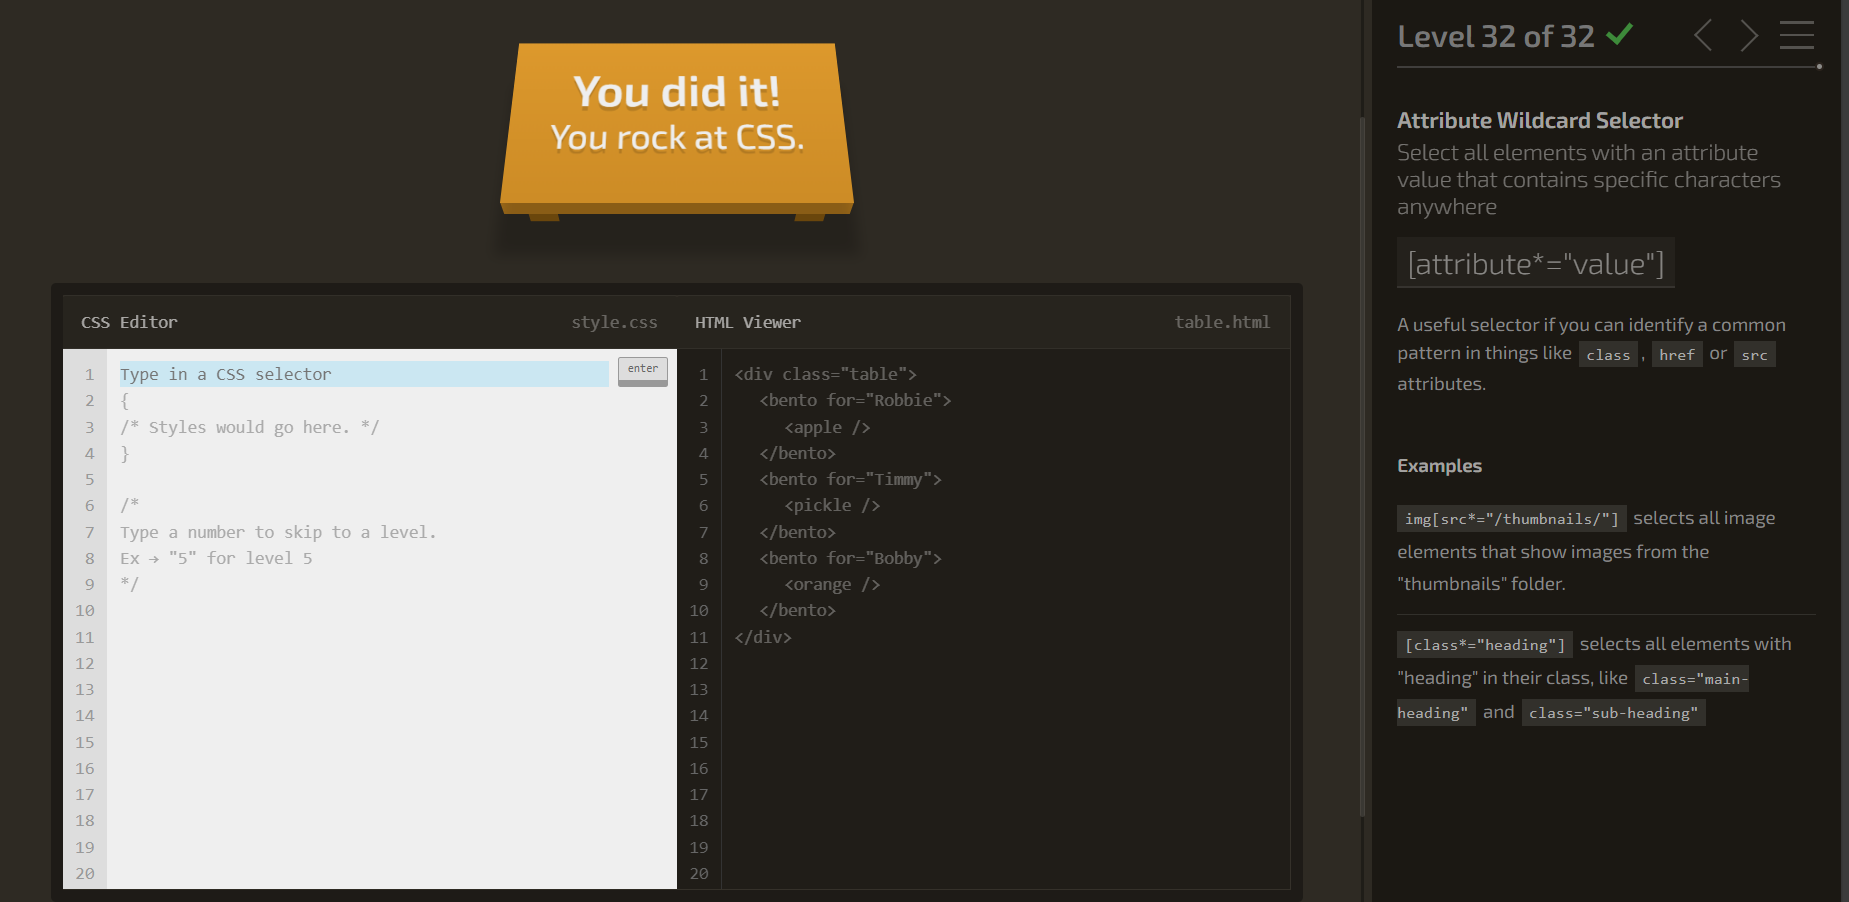 You did it!
You rock at CSS.
CSS Editor style.css
1 Type in a CSS selector enter
2 {
3 /* Styles would go here. */
4 }
5
6 /*
7 Type a number to skip to a level.
8 Ex → "5" for level 5
9 */
10
11
12
13
14
15
16
17
18
19
20
HTML Viewer table.html
1 <div class="table">
2 <bento for="Robbie">
3 <apple />
4 </bento>
5 <bento for="Timmy">
6 <pickle />
7 </bento>
8 <bento for="Bobby">
9 <orange />
10 </bento>
11 </div>
12
13
14
15
16
17
18
19
20
Level 32 of 32
Attribute Wildcard Selector
Select all elements with an attribute
value that contains specific characters
anywhere
[attribute*="value"]
A useful selector if you can identify a common
pattern in things like class , href or src
attributes.
Examples
img[src*="/thumbnails/"] selects all image
elements that show images from the
"thumbnails" folder.
[class*="heading"] selects all elements with
"heading" in their class, like class="main-
heading" and class="sub-heading"